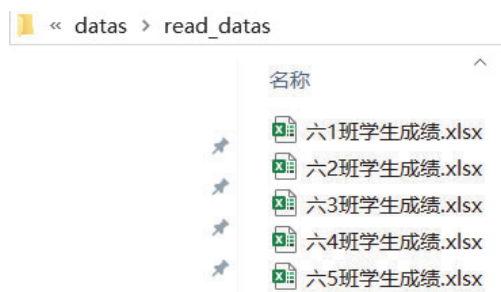 « datas > read_datas
名称
六1班学生成绩.xlsx
六2班学生成绩.xlsx
六3班学生成绩.xlsx
六4班学生成绩.xlsx
六5班学生成绩.xlsx